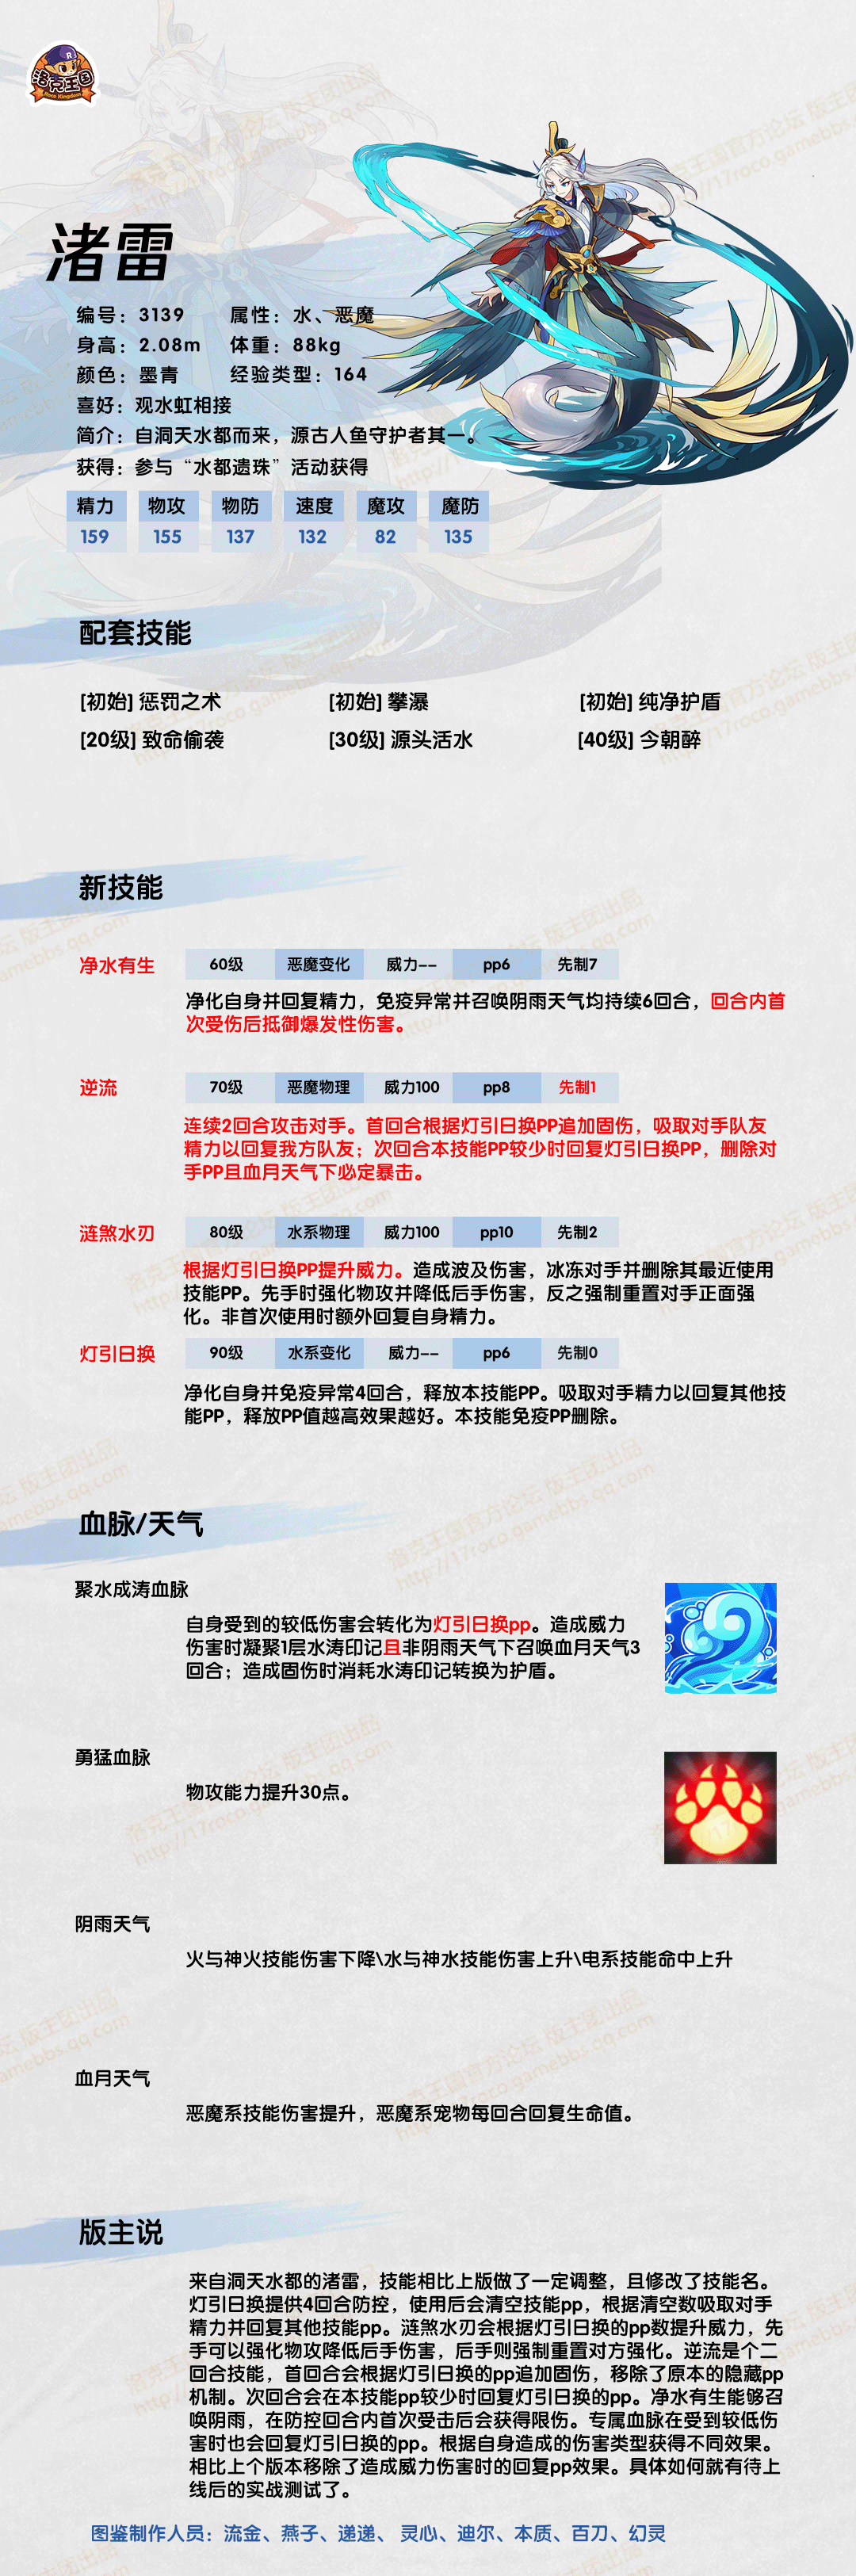 洛克王国
Roco Kingdom
渚雷
编号：3139 属性：水、恶魔
身高：2.08m 体重：88kg
颜色：墨青 经验类型：164
喜好：观水虹相接
简介：自洞天水都而来，源古人鱼守护者其一。
获得：参与“水都遗珠”活动获得
精力 物攻 物防 速度 魔攻 魔防
159 155 137 132 82 135
配套技能
[初始] 惩罚之术 [初始] 攀瀑 [初始] 纯净护盾
[20级] 致命偷袭 [30级] 源头活水 [40级] 今朝醉
新技能
净水有生 60级 恶魔变化 威力-- pp6 先制7
净化自身并回复精力，免疫异常并召唤阴雨天气均持续6回合，回合内首
次受伤后抵御爆发性伤害。
逆流 70级 恶魔物理 威力100 pp8 先制1
连续2回合攻击对手。首回合根据灯引日换PP追加固伤，吸取对手队友
精力以回复我方队友；次回合本技能PP较少时回复灯引日换PP，删除对
手PP且血月天气下必定暴击。
涟煞水刃 80级 水系物理 威力100 pp10 先制2
根据灯引日换PP提升威力。造成波及伤害，冰冻对手并删除其最近使用
技能PP。先手时强化物攻并降低后手伤害，反之强制重置对手正面强
化。非首次使用时额外回复自身精力。
灯引日换 90级 水系变化 威力-- pp6 先制0
净化自身并免疫异常4回合，释放本技能PP。吸取对手精力以回复其他技
能PP，释放PP值越高效果越好。本技能免疫PP删除。
血脉/天气
聚水成涛血脉
自身受到的较低伤害会转化为灯引日换pp。造成威力
伤害时凝聚1层水涛印记且非阴雨天气下召唤血月天气3
回合；造成固伤时消耗水涛印记转换为护盾。
勇猛血脉
物攻能力提升30点。
阴雨天气
火与神火技能伤害下降\水与神水技能伤害上升\电系技能命中上升
血月天气
恶魔系技能伤害提升，恶魔系宠物每回合回复生命值。
版主说
来自洞天水都的渚雷，技能相比上版做了一定调整，且修改了技能名。
灯引日换提供4回合防控，使用后会清空技能pp，根据清空数吸取对手
精力并回复其他技能pp。涟煞水刃会根据灯引日换的pp数提升威力，先
手可以强化物攻降低后手伤害，后手则强制重置对方强化。逆流是个二
回合技能，首回合会根据灯引日换的pp追加固伤，移除了原本的隐藏pp
机制。次回合会在本技能pp较少时回复灯引日换的pp。净水有生能够召
唤阴雨，在防控回合内首次受击后会获得限伤。专属血脉在受到较低伤
害时也会回复灯引日换的pp。根据自身造成的伤害类型获得不同效果。
相比上个版本移除了造成威力伤害时的回复pp效果。具体如何就有待上
线后的实战测试了。
图鉴制作人员：流金、燕子、递递、 灵心、迪尔、本质、百刀、幻灵
洛克王国官方论坛 版主团出品
http://17roco.gamebbs.qq.com